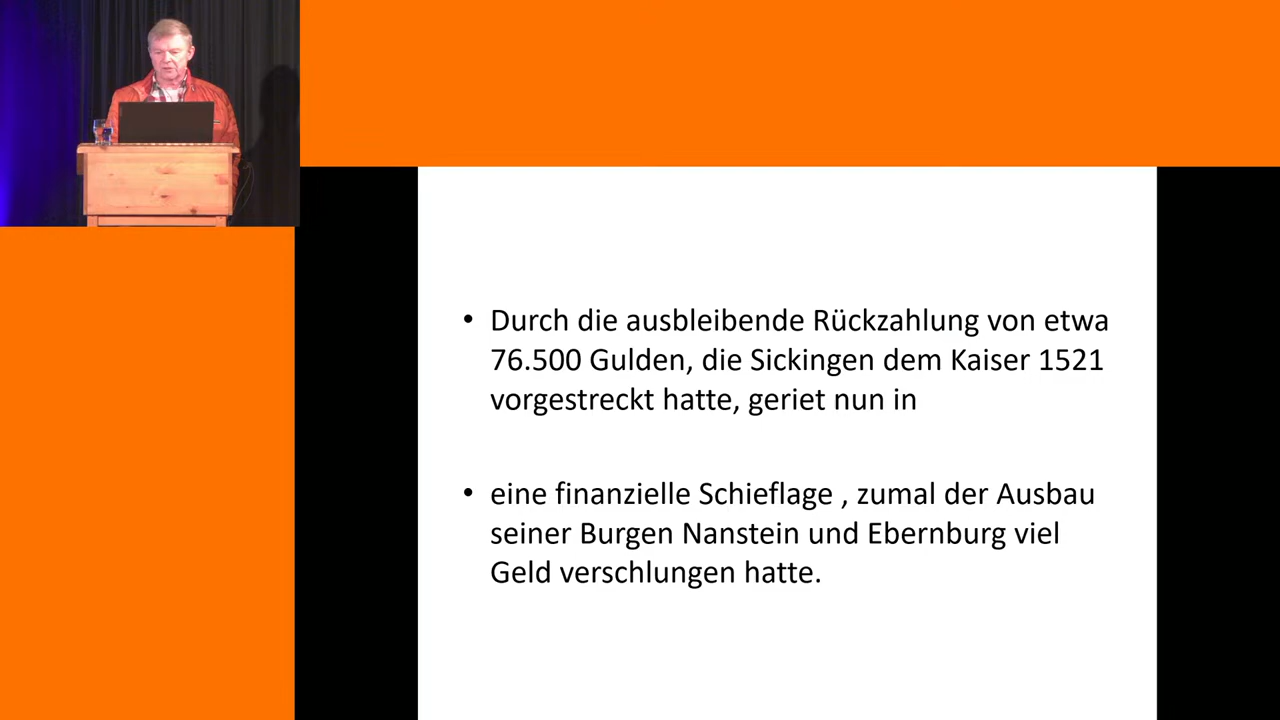 • Durch die ausbleibende Rückzahlung von etwa
76.500 Gulden, die Sickingen dem Kaiser 1521
vorgestreckt hatte, geriet nun in
• eine finanzielle Schieflage , zumal der Ausbau
seiner Burgen Nanstein und Ebernburg viel
Geld verschlungen hatte.